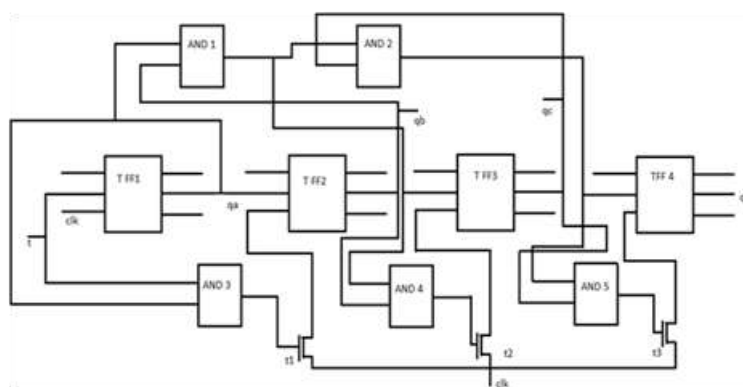 AND 1
AND 2
qb
qc
T FF1
T FF2
T FF3
TFF 4
qa
clk
t
q
AND 3
AND 4
AND 5
t1
t2
t3
clk